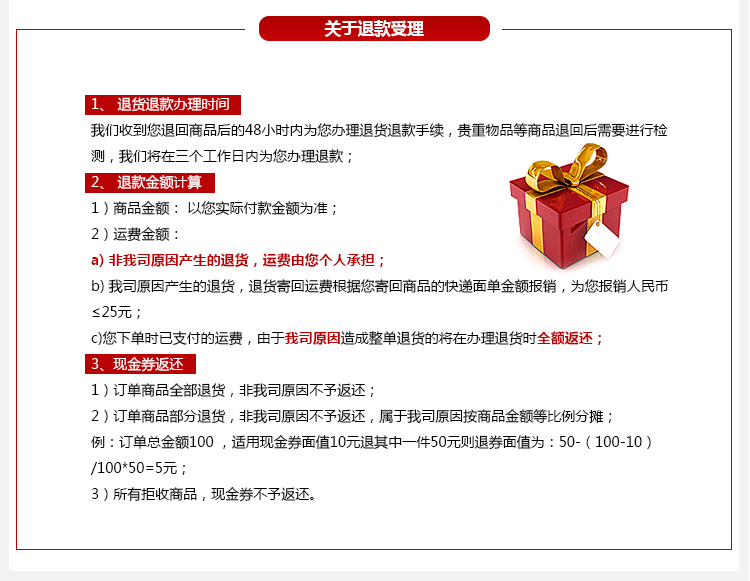 关于退款受理
1、 退货退款办理时间
我们收到您退回商品后的48小时内为您办理退货退款手续，贵重物品等商品退回后需要进行检
测，我们将在三个工作日内为您办理退款；
2、 退款金额计算
1）商品金额： 以您实际付款金额为准；
2）运费金额：
a) 非我司原因产生的退货，运费由您个人承担；
b) 我司原因产生的退货，退货寄回运费根据您寄回商品的快递面单金额报销，为您报销人民币
≤25元；
c)您下单时已支付的运费，由于我司原因造成整单退货的将在办理退货时全额返还；
3、现金券返还
1）订单商品全部退货，非我司原因不予返还；
2）订单商品部分退货，非我司原因不予返还，属于我司原因按商品金额等比例分摊；
例：订单总金额100 ，适用现金券面值10元退其中一件50元则退券面值为：50-（100-10 ）
/100*50=5元；
3）所有拒收商品，现金券不予返还。